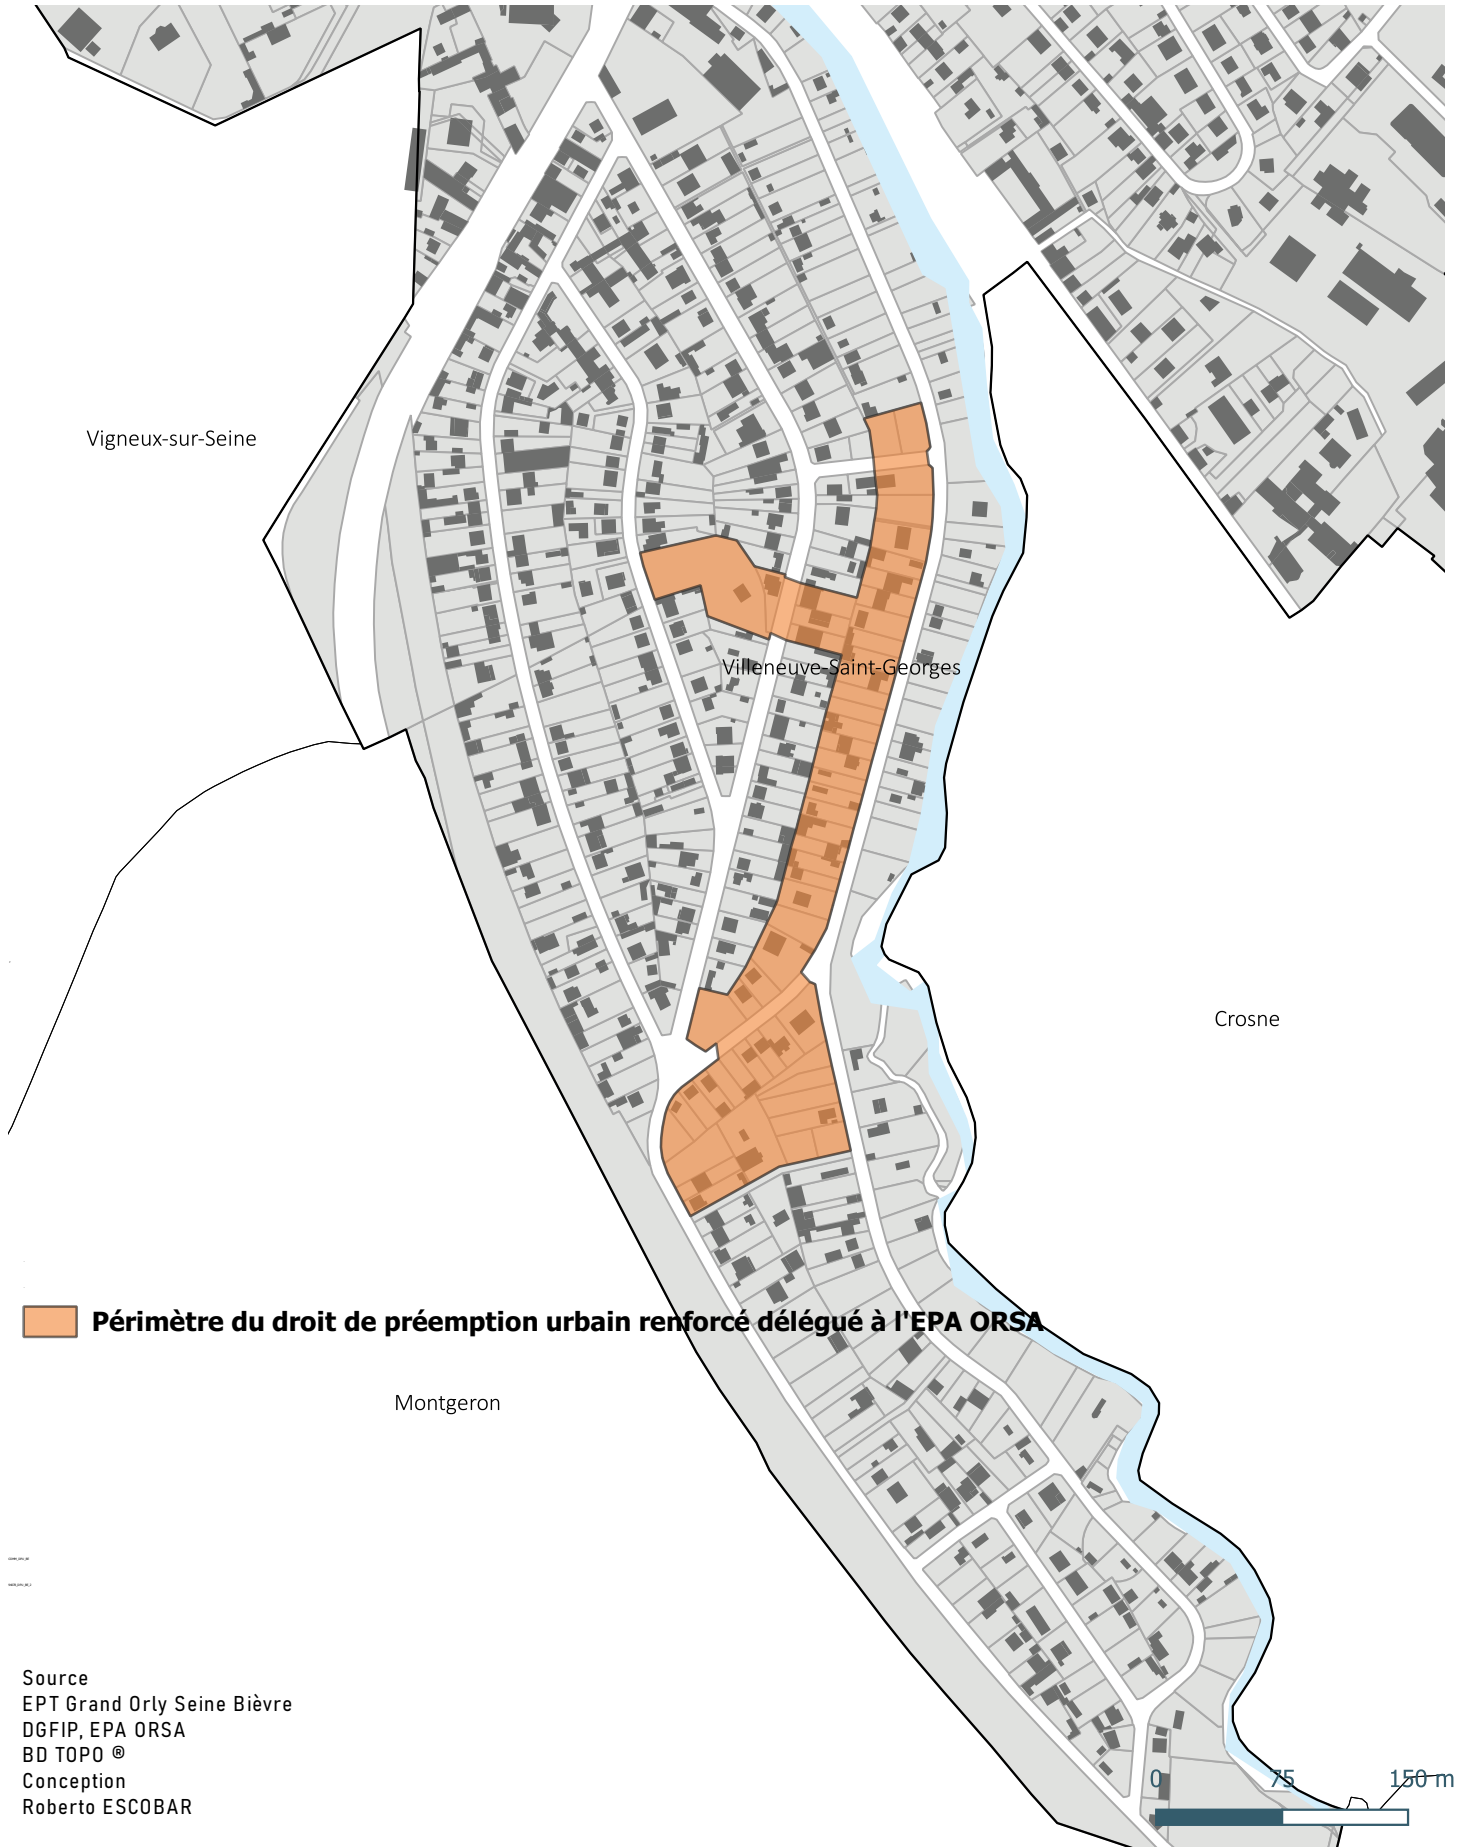 Vigneux-sur-Seine
Villeneuve-Saint-Georges
Crosne
Périmètre du droit de préemption urbain renforcé délégué à l'EPA ORSA
Montgeron
Source
EPT Grand Orly Seine Bièvre
DGFIP, EPA ORSA
BD TOPO ®
Conception
Roberto ESCOBAR
0 75 150 m